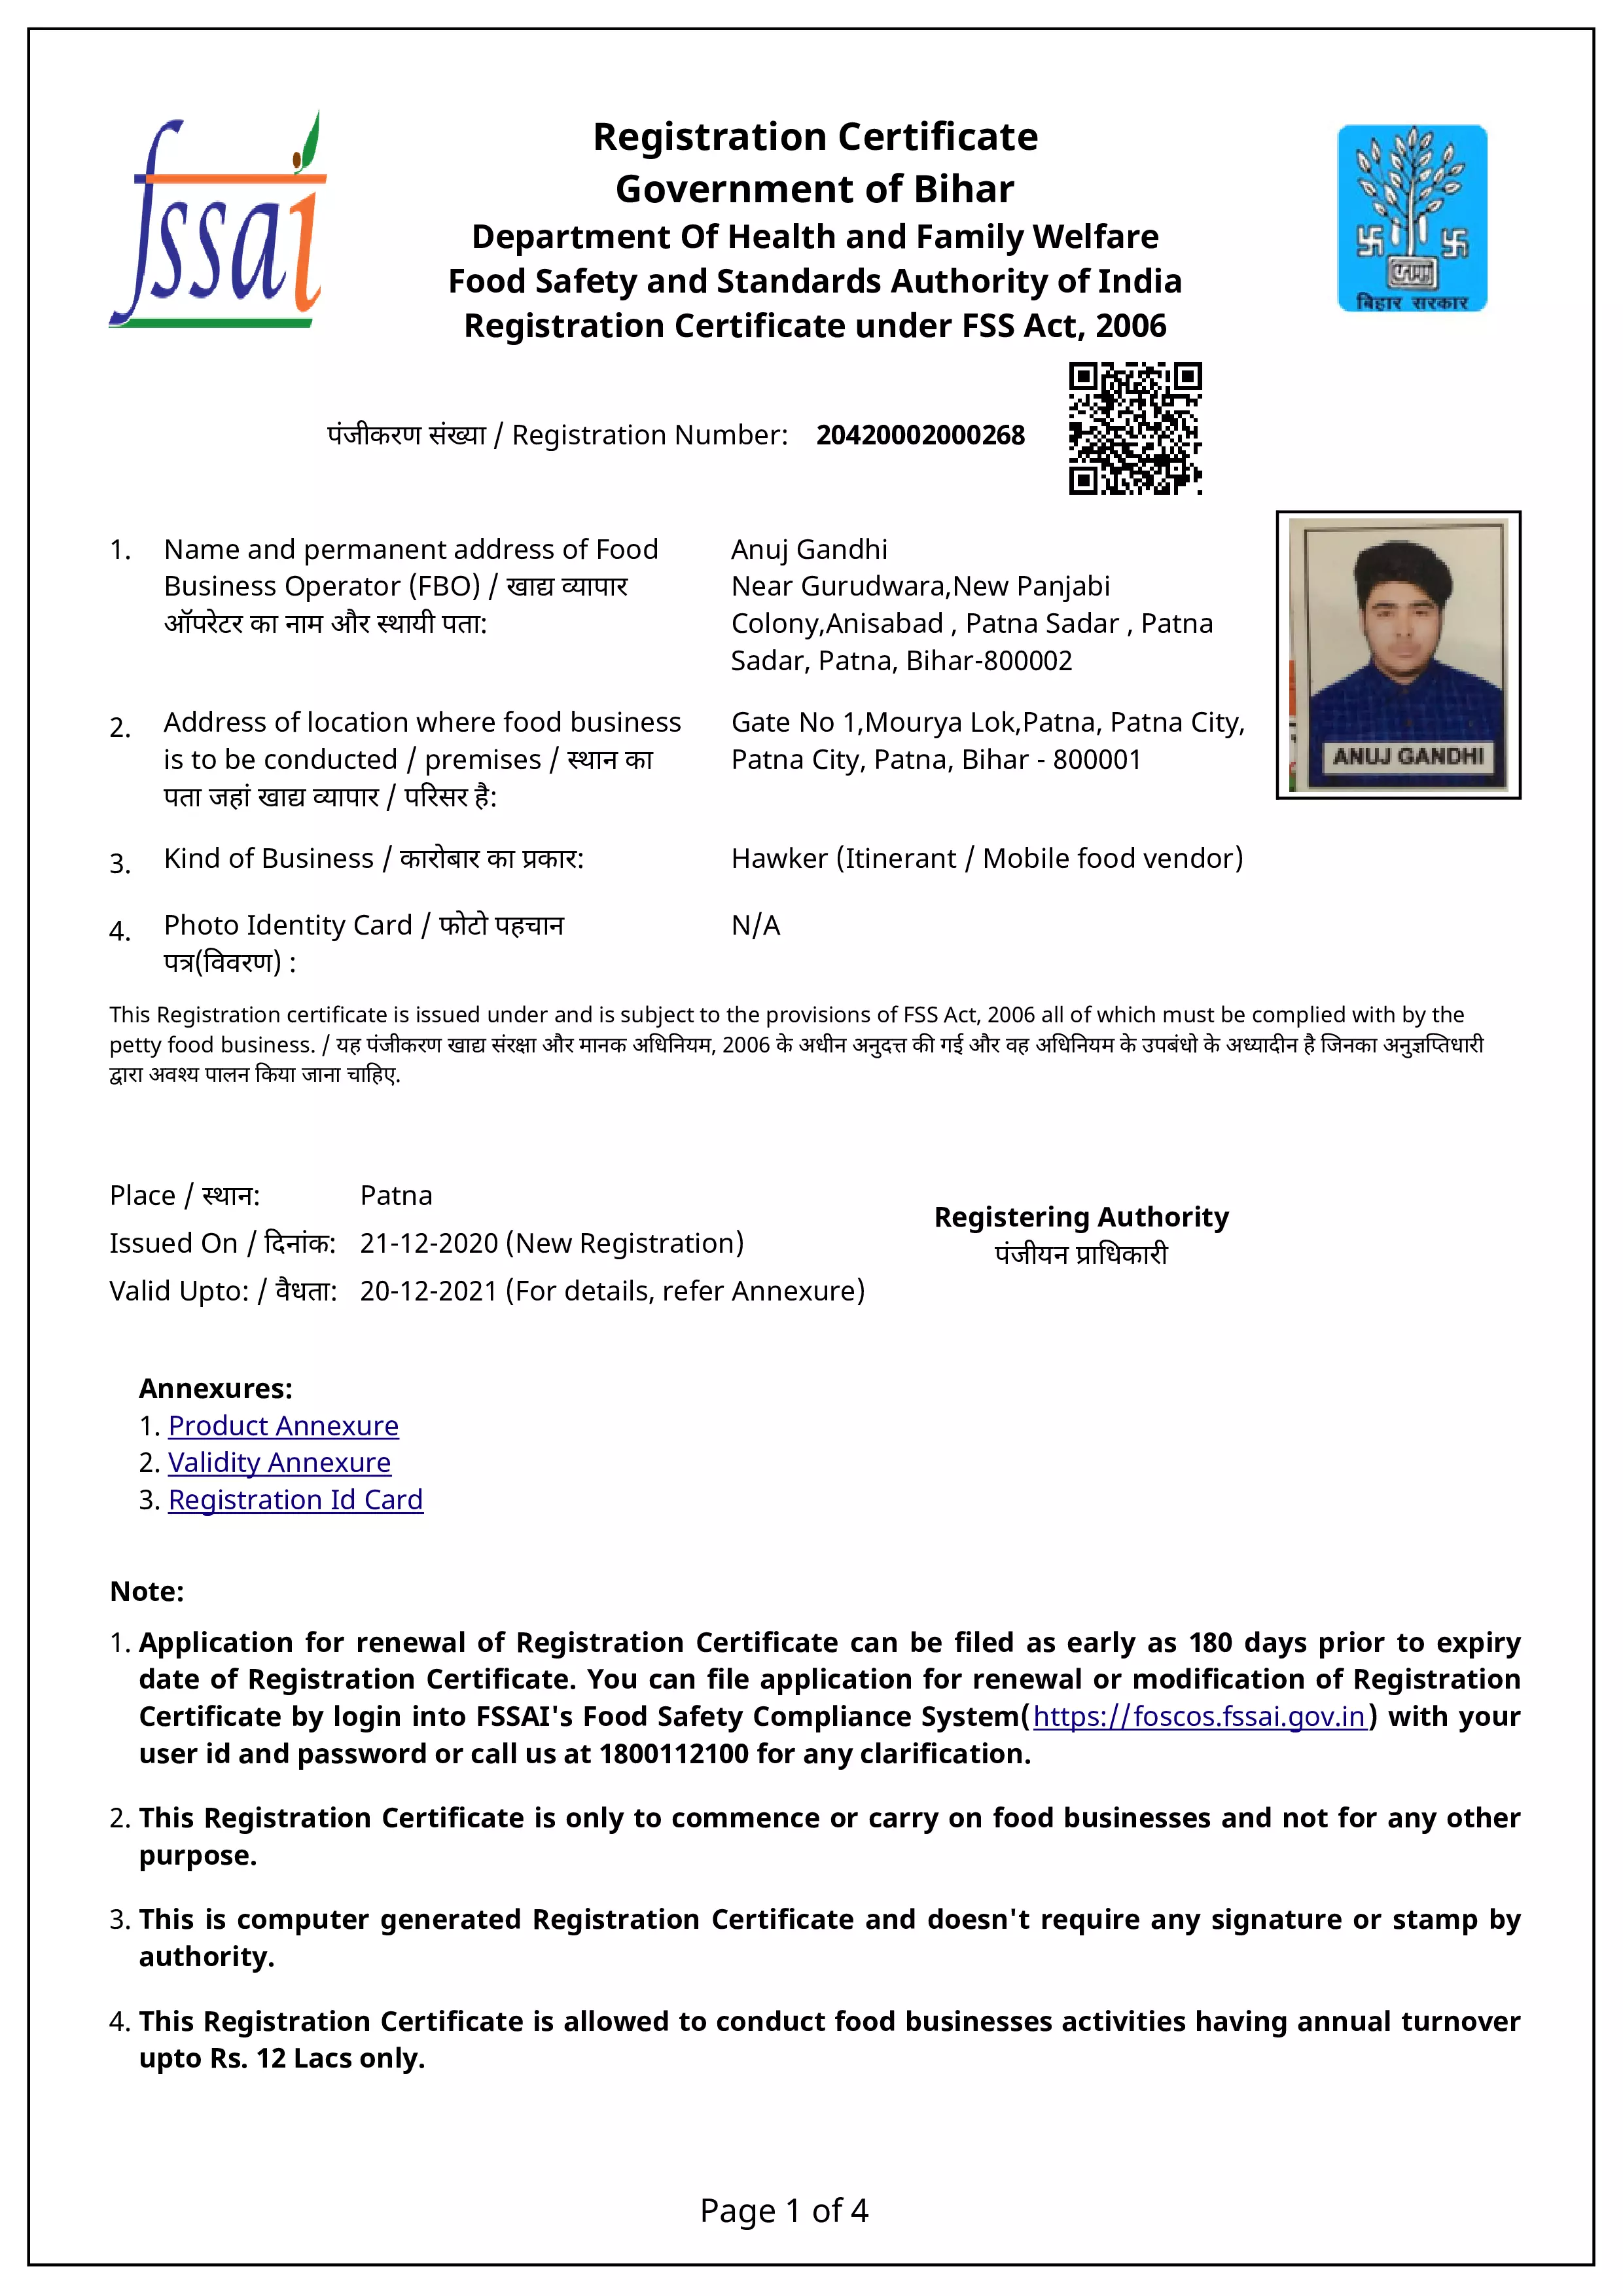 fssai
Registration Certificate
Government of Bihar
Department Of Health and Family Welfare
Food Safety and Standards Authority of India
Registration Certificate under FSS Act, 2006
बिहार सरकार
पंजीकरण संख्या / Registration Number: 20420002000268
1. Name and permanent address of Food
Business Operator (FBO) / खाद्य व्यापार
ऑपरेटर का नाम और स्थायी पता:
Anuj Gandhi
Near Gurudwara,New Panjabi
Colony,Anisabad , Patna Sadar , Patna
Sadar, Patna, Bihar-800002
ANUJ GANDHI
2. Address of location where food business
is to be conducted / premises / स्थान का
पता जहां खाद्य व्यापार / परिसर है:
Gate No 1,Mourya Lok,Patna, Patna City,
Patna City, Patna, Bihar - 800001
3. Kind of Business / कारोबार का प्रकार:
Hawker (Itinerant / Mobile food vendor)
4. Photo Identity Card / फोटो पहचान
पत्र(विवरण) :
N/A
This Registration certificate is issued under and is subject to the provisions of FSS Act, 2006 all of which must be complied with by the
petty food business. / यह पंजीकरण खाद्य संरक्षा और मानक अधिनियम, 2006 के अधीन अनुदत्त की गई और वह अधिनियम के उपबंधो के अध्यादीन है जिनका अनुज्ञप्तिधारी
द्वारा अवश्य पालन किया जाना चाहिए.
Place / स्थान: Patna
Issued On / दिनांक: 21-12-2020 (New Registration)
Valid Upto: / वैधता: 20-12-2021 (For details, refer Annexure)
Registering Authority
पंजीयन प्राधिकारी
Annexures:
1. Product Annexure
2. Validity Annexure
3. Registration Id Card
Note:
1. Application for renewal of Registration Certificate can be filed as early as 180 days prior to expiry
date of Registration Certificate. You can file application for renewal or modification of Registration
Certificate by login into FSSAI's Food Safety Compliance System(https://foscos.fssai.gov.in) with your
user id and password or call us at 1800112100 for any clarification.
2. This Registration Certificate is only to commence or carry on food businesses and not for any other
purpose.
3. This is computer generated Registration Certificate and doesn't require any signature or stamp by
authority.
4. This Registration Certificate is allowed to conduct food businesses activities having annual turnover
upto Rs. 12 Lacs only.
Page 1 of 4